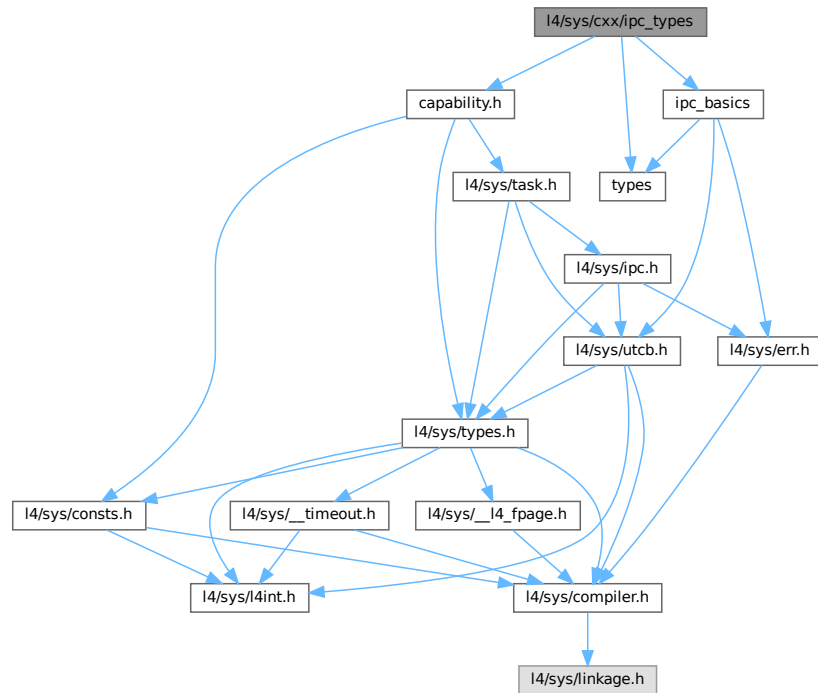 l4/sys/cxx/ipc_types
capability.h
ipc_basics
l4/sys/task.h
types
l4/sys/ipc.h
l4/sys/utcb.h
l4/sys/err.h
l4/sys/types.h
l4/sys/consts.h
l4/sys/__timeout.h
l4/sys/__l4_fpage.h
l4/sys/l4int.h
l4/sys/compiler.h
l4/sys/linkage.h